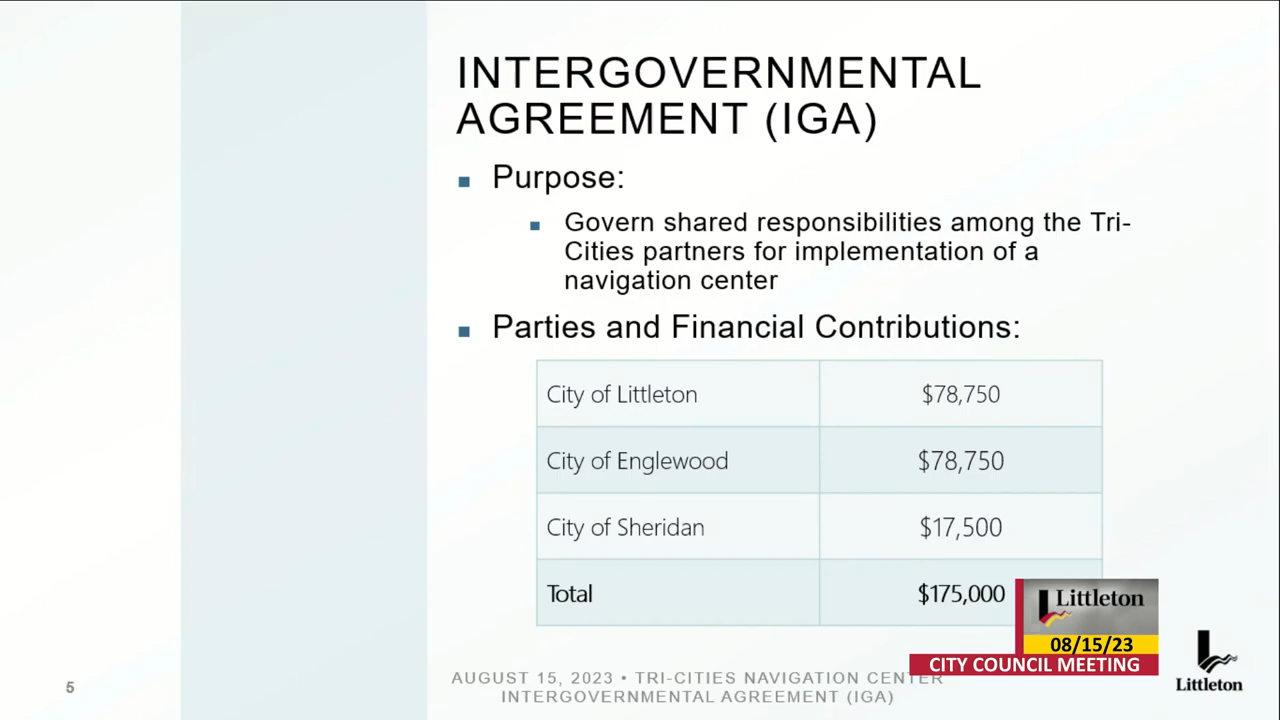 INTERGOVERNMENTAL
AGREEMENT (IGA)
Purpose:
Govern shared responsibilities among the Tri-
Cities partners for implementation of a
navigation center
Parties and Financial Contributions:
City of Littleton $78,750
City of Englewood $78,750
City of Sheridan $17,500
Total $175,000
Littleton
08/15/23
CITY COUNCIL MEETING
Littleton
5
AUGUST 15, 2023 • TRI-CITIES NAVIGATION CENTER
INTERGOVERNMENTAL AGREEMENT (IGA)